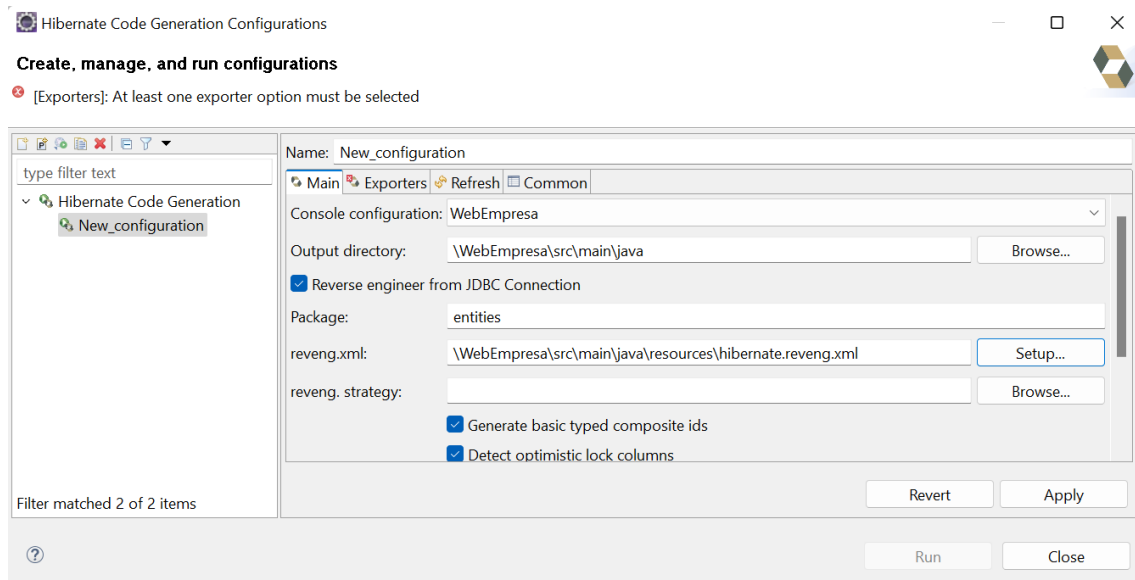 Hibernate Code Generation Configurations
Create, manage, and run configurations
[Exporters]: At least one exporter option must be selected
type filter text
Hibernate Code Generation
New_configuration
Filter matched 2 of 2 items
Name: New_configuration
Main Exporters Refresh Common
Console configuration: WebEmpresa
Output directory: \WebEmpresa\src\main\java Browse...
Reverse engineer from JDBC Connection
Package: entities
reveng.xml: \WebEmpresa\src\main\java\resources\hibernate.reveng.xml Setup...
reveng. strategy: Browse...
Generate basic typed composite ids
Detect optimistic lock columns
Revert Apply
Run Close